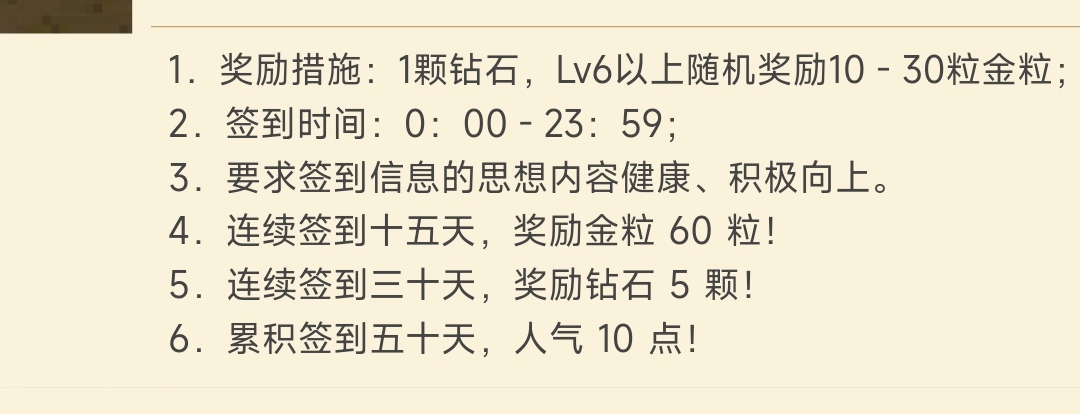 1. 奖励措施：1颗钻石，Lv6以上随机奖励10 - 30粒金粒；
2. 签到时间：0：00 - 23：59；
3. 要求签到信息的思想内容健康、积极向上。
4. 连续签到十五天，奖励金粒 60 粒！
5. 连续签到三十天，奖励钻石 5 颗！
6. 累积签到五十天，人气 10 点！